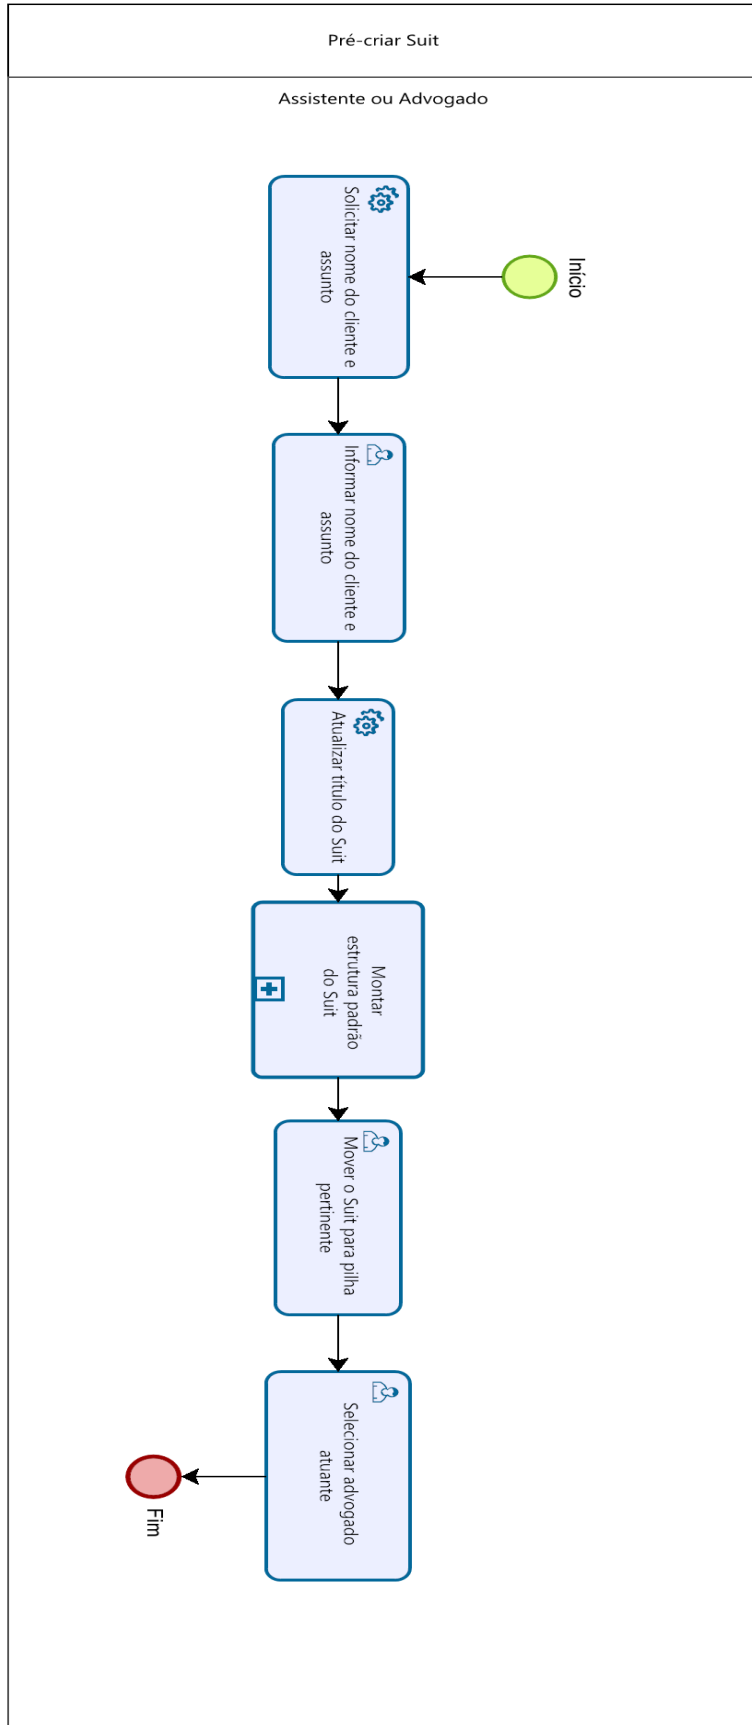 Pré-criar Suit
Assistente ou Advogado
Início
Solicitar nome do cliente e
assunto
Informar nome do cliente e
assunto
Atualizar título do Suit
Montar
estrutura padrão
do Suit
Mover o Suit para pilha
pertinente
Selecionar advogado
atuante
Fim